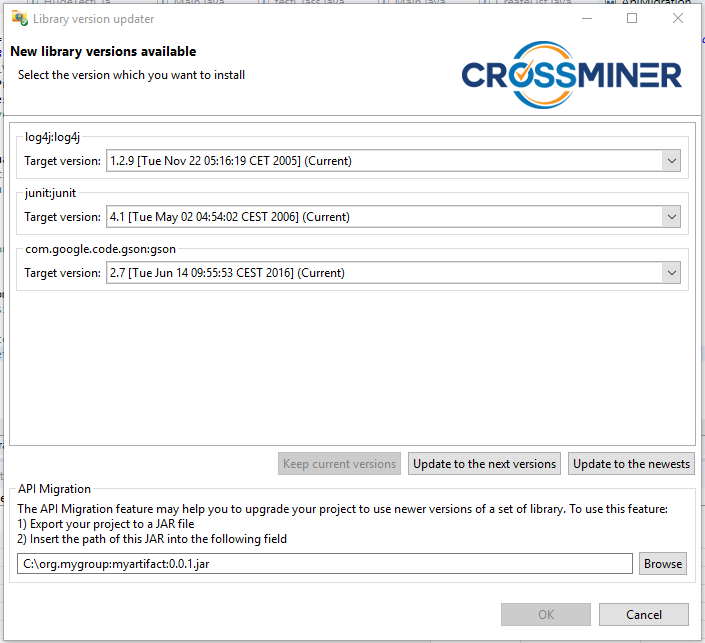 Library version updater
New library versions available
Select the version which you want to install
CROSSMINER
log4j:log4j
Target version: 1.2.9 [Tue Nov 22 05:16:19 CET 2005] (Current)
junit:junit
Target version: 4.1 [Tue May 02 04:54:02 CEST 2006] (Current)
com.google.code.gson:gson
Target version: 2.7 [Tue Jun 14 09:55:53 CEST 2016] (Current)
Keep current versions Update to the next versions Update to the newests
API Migration
The API Migration feature may help you to upgrade your project to use newer versions of a set of library. To use this feature:
1) Export your project to a JAR file
2) Insert the path of this JAR into the following field
C:\org.mygroup:myartifact:0.0.1.jar Browse
OK Cancel